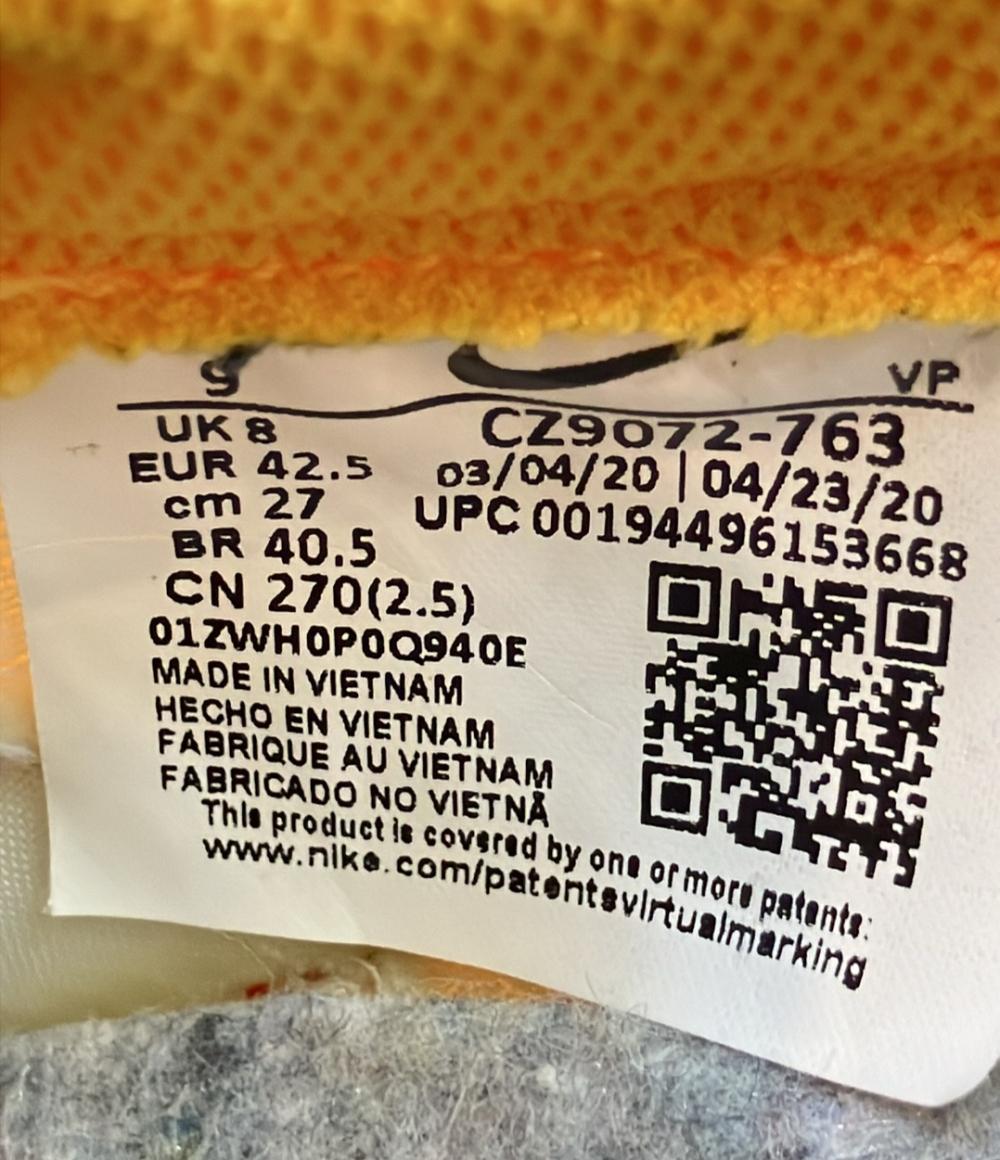 9 VP
UK 8 CZ9072-763
EUR 42.5 03/04/20 | 04/23/20
cm 27 UPC 00194496153668
BR 40.5
CN 270(2.5)
01ZWH0P0Q940E
MADE IN VIETNAM
HECHO EN VIETNAM
FABRIQUE AU VIETNAM
FABRICADO NO VIETNÃ
This product is covered by one or more patents:
www.nike.com/patentsvirtualmarking